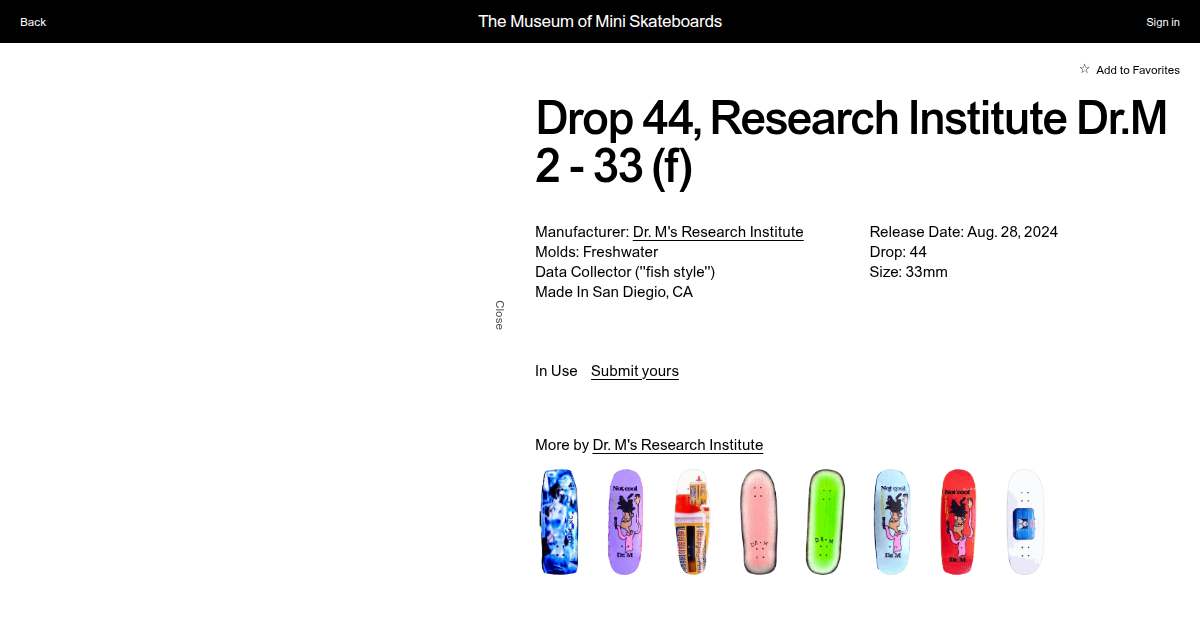 Back
The Museum of Mini Skateboards
Sign in
☆ Add to Favorites
Drop 44, Research Institute Dr.M
2 - 33 (f)
Manufacturer: Dr. M's Research Institute
Molds: Freshwater
Data Collector ("fish style")
Made In San Diegio, CA
Release Date: Aug. 28, 2024
Drop: 44
Size: 33mm
Close
In Use
Submit yours
More by Dr. M's Research Institute
Not cool
Dr. M
DR•M
DR•M
Not cool
Dr. M
Not cool
Dr. M